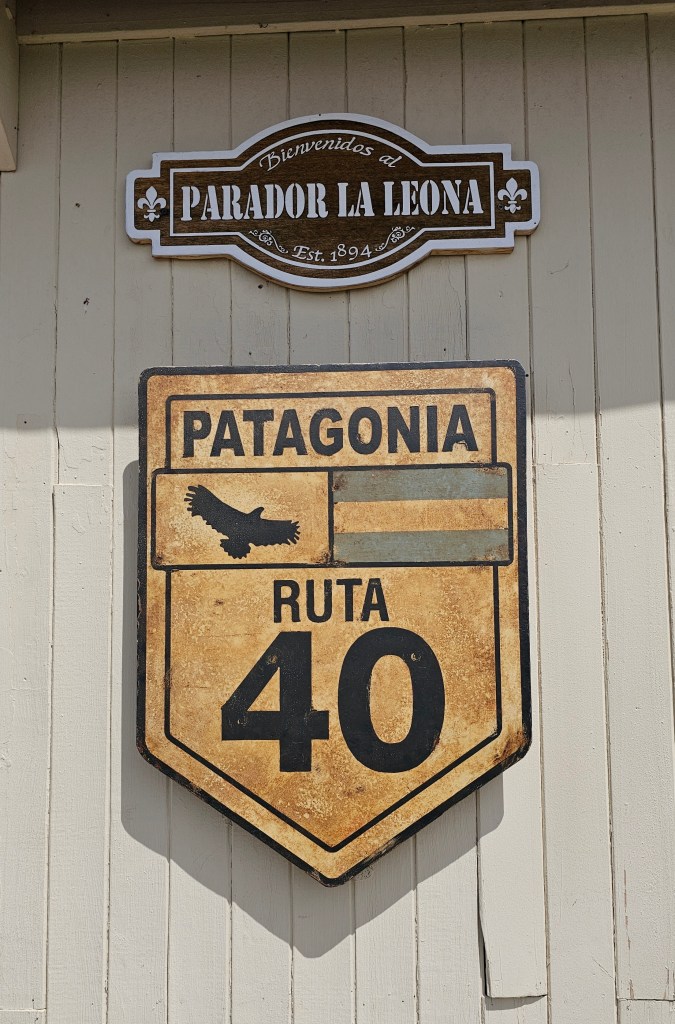 Bienvenidos al
PARADOR LA LEONA
Est. 1894
PATAGONIA
RUTA
40